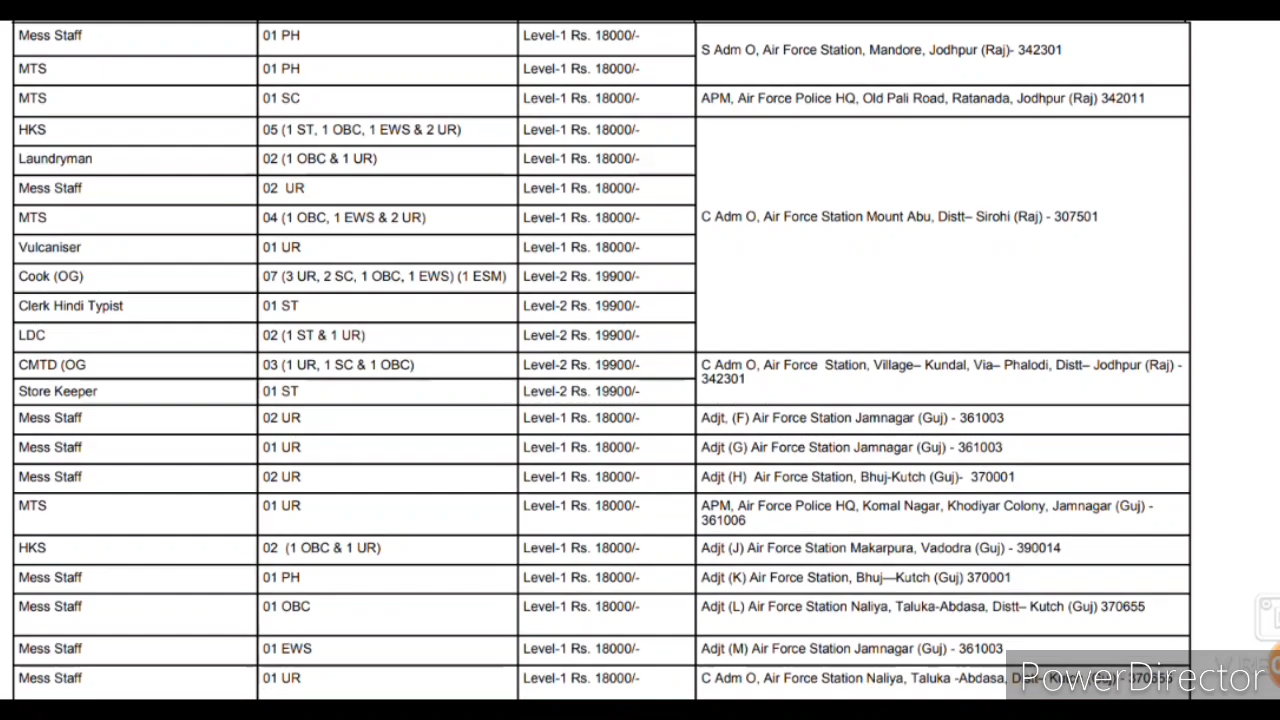 Mess Staff 01 PH Level-1 Rs. 18000/-
S Adm O, Air Force Station, Mandore, Jodhpur (Raj)- 342301
MTS 01 PH Level-1 Rs. 18000/-
MTS 01 SC Level-1 Rs. 18000/- APM, Air Force Police HQ, Old Pali Road, Ratanada, Jodhpur (Raj) 342011
HKS 05 (1 ST, 1 OBC, 1 EWS & 2 UR) Level-1 Rs. 18000/-
Laundryman 02 (1 OBC & 1 UR) Level-1 Rs. 18000/-
Mess Staff 02 UR Level-1 Rs. 18000/-
MTS 04 (1 OBC, 1 EWS & 2 UR) Level-1 Rs. 18000/- C Adm O, Air Force Station Mount Abu, Distt– Sirohi (Raj) - 307501
Vulcaniser 01 UR Level-1 Rs. 18000/-
Cook (OG) 07 (3 UR, 2 SC, 1 OBC, 1 EWS) (1 ESM) Level-2 Rs. 19900/-
Clerk Hindi Typist 01 ST Level-2 Rs. 19900/-
LDC 02 (1 ST & 1 UR) Level-2 Rs. 19900/-
CMTD (OG 03 (1 UR, 1 SC & 1 OBC) Level-2 Rs. 19900/- C Adm O, Air Force Station, Village– Kundal, Via– Phalodi, Distt– Jodhpur (Raj) -
342301
Store Keeper 01 ST Level-2 Rs. 19900/-
Mess Staff 02 UR Level-1 Rs. 18000/- Adjt, (F) Air Force Station Jamnagar (Guj) - 361003
Mess Staff 01 UR Level-1 Rs. 18000/- Adjt (G) Air Force Station Jamnagar (Guj) - 361003
Mess Staff 02 UR Level-1 Rs. 18000/- Adjt (H) Air Force Station, Bhuj-Kutch (Guj)- 370001
MTS 01 UR Level-1 Rs. 18000/- APM, Air Force Police HQ, Komal Nagar, Khodiyar Colony, Jamnagar (Guj) -
361006
HKS 02 (1 OBC & 1 UR) Level-1 Rs. 18000/- Adjt (J) Air Force Station Makarpura, Vadodra (Guj) - 390014
Mess Staff 01 PH Level-1 Rs. 18000/- Adjt (K) Air Force Station, Bhuj—Kutch (Guj) 370001
Mess Staff 01 OBC Level-1 Rs. 18000/- Adjt (L) Air Force Station Naliya, Taluka-Abdasa, Distt– Kutch (Guj) 370655
Mess Staff 01 EWS Level-1 Rs. 18000/- Adjt (M) Air Force Station Jamnagar (Guj) - 361003
Mess Staff 01 UR Level-1 Rs. 18000/- C Adm O, Air Force Station Naliya, Taluka -Abdasa, Distt– Kutch (Guj) - 370655
PowerDirector